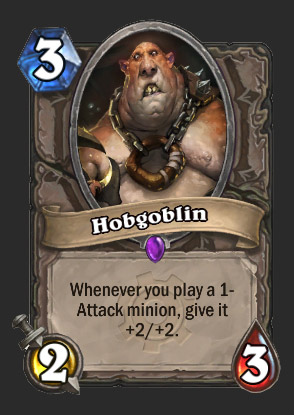 3
Hobgoblin
Whenever you play a 1-
Attack minion, give it
+2/+2.
2
3